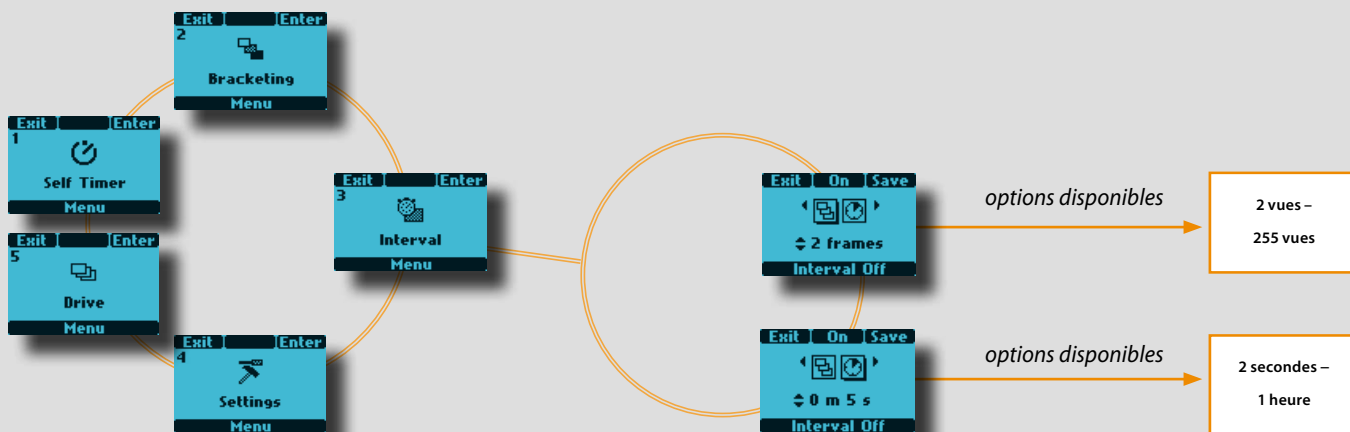 Exit Enter
2
Bracketing
Menu
Exit Enter
1
Self Timer
Menu
Exit Enter
3
Interval
Menu
Exit Enter
5
Drive
Menu
Exit Enter
4
Settings
Menu
Exit On Save
2 frames
Interval Off
options disponibles
2 vues –
255 vues
Exit On Save
0 m 5 s
Interval Off
options disponibles
2 secondes –
1 heure